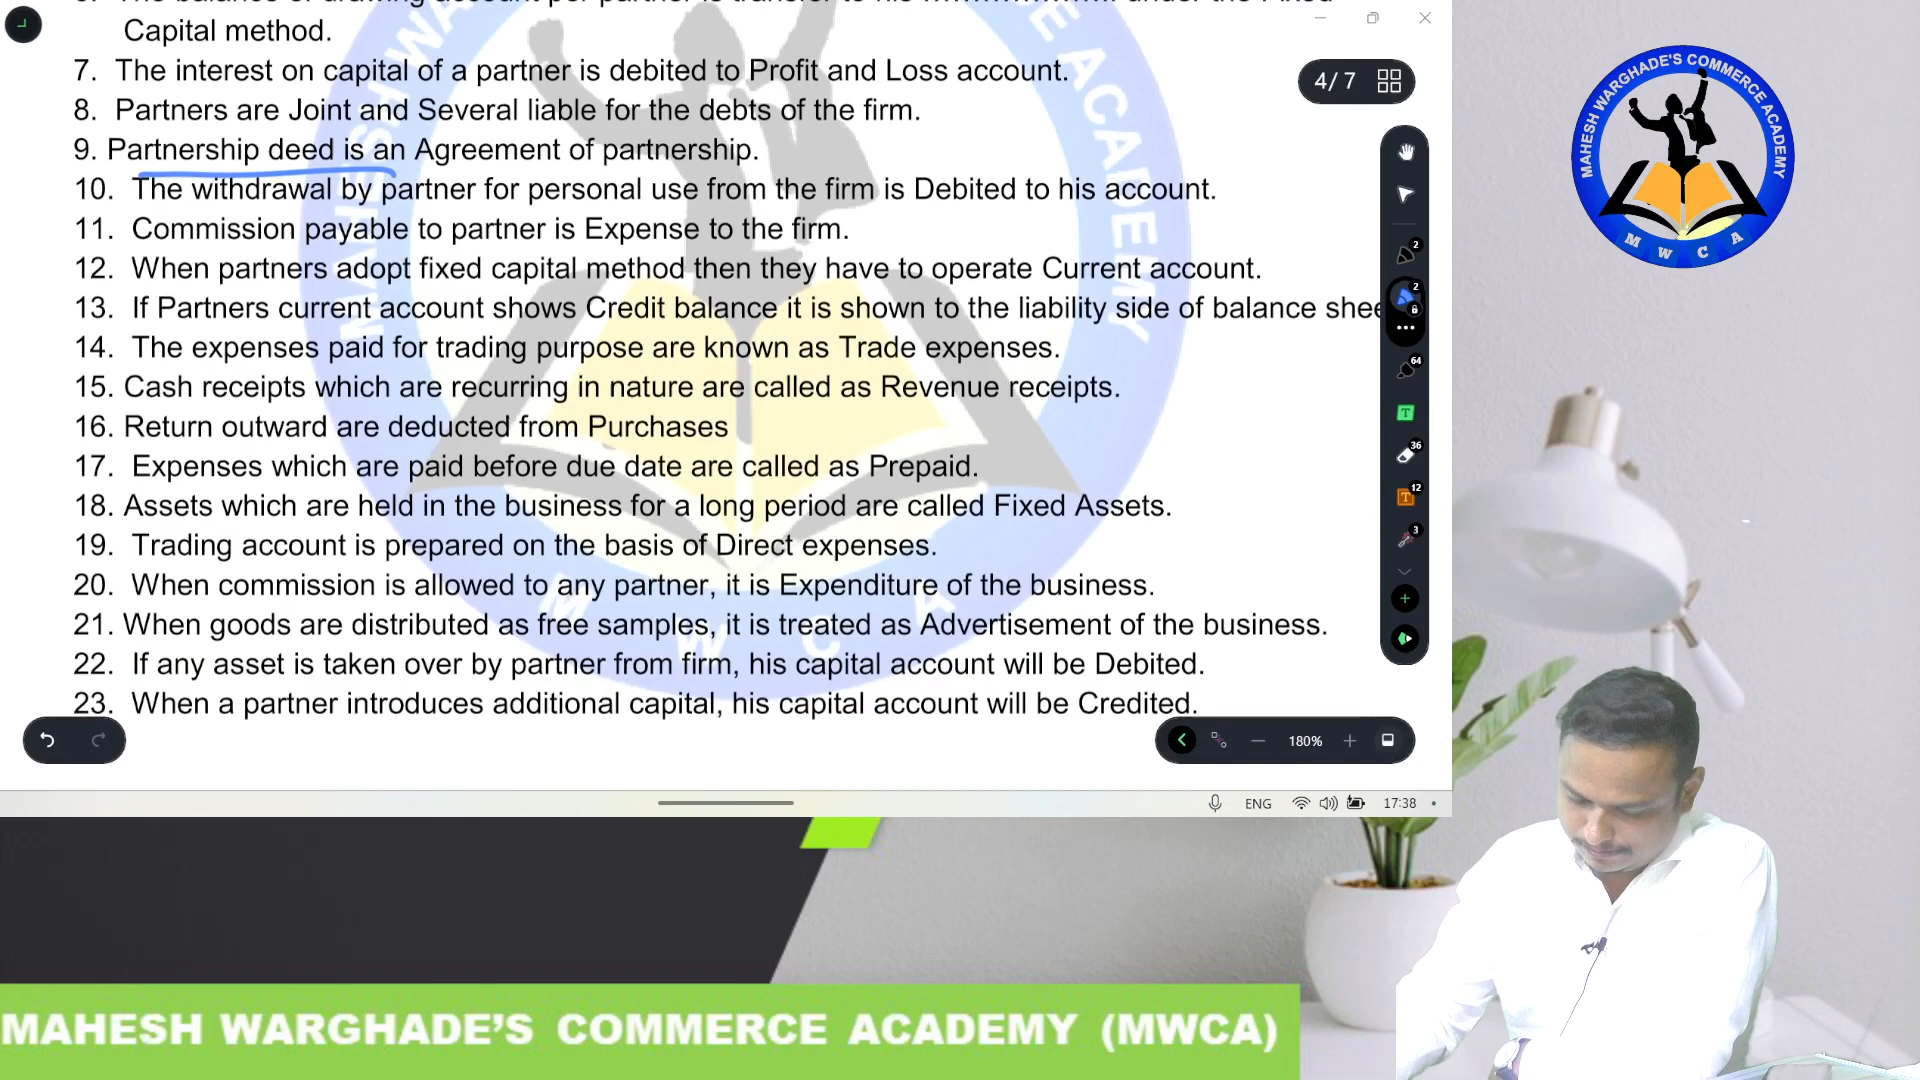 Capital method.
7. The interest on capital of a partner is debited to Profit and Loss account.
8. Partners are Joint and Several liable for the debts of the firm.
9. Partnership deed is an Agreement of partnership.
10. The withdrawal by partner for personal use from the firm is Debited to his account.
11. Commission payable to partner is Expense to the firm.
12. When partners adopt fixed capital method then they have to operate Current account.
13. If Partners current account shows Credit balance it is shown to the liability side of balance
14. The expenses paid for trading purpose are known as Trade expenses.
15. Cash receipts which are recurring in nature are called as Revenue receipts.
16. Return outward are deducted from Purchases
17. Expenses which are paid before due date are called as Prepaid.
18. Assets which are held in the business for a long period are called Fixed Assets.
19. Trading account is prepared on the basis of Direct expenses.
20. When commission is allowed to any partner, it is Expenditure of the business.
21. When goods are distributed as free samples, it is treated as Advertisement of the business.
22. If any asset is taken over by partner from firm, his capital account will be Debited.
23. When a partner introduces additional capital, his capital account will be Credited.
4/7
2
2
64
T
36
T 12
3
180%
ENG 17:38
MAHESH WARGHADE'S COMMERCE ACADEMY
M W C A
MAHESH WARGHADE'S COMMERCE ACADEMY (MWCA)